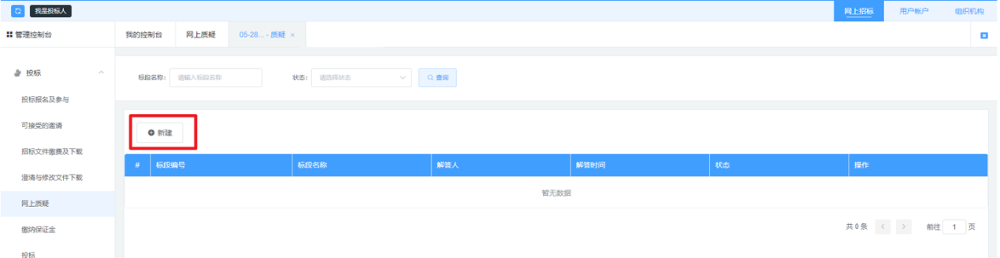 我是投标人 网上招标 用户帐户 组织机构
管理控制台 我的控制台 网上质疑 05-28... - 质疑 ×
投标
投标报名及参与
可接受的邀请
招标文件缴费及下载
澄清与修改文件下载
网上质疑
缴纳保证金
投标
标段名称: 请输入标段名称 状态: 请选择状态 查询
新建
# 标段编号 标段名称 解答人 解答时间 状态 操作
暂无数据
共 0 条 < > 前往 1 页